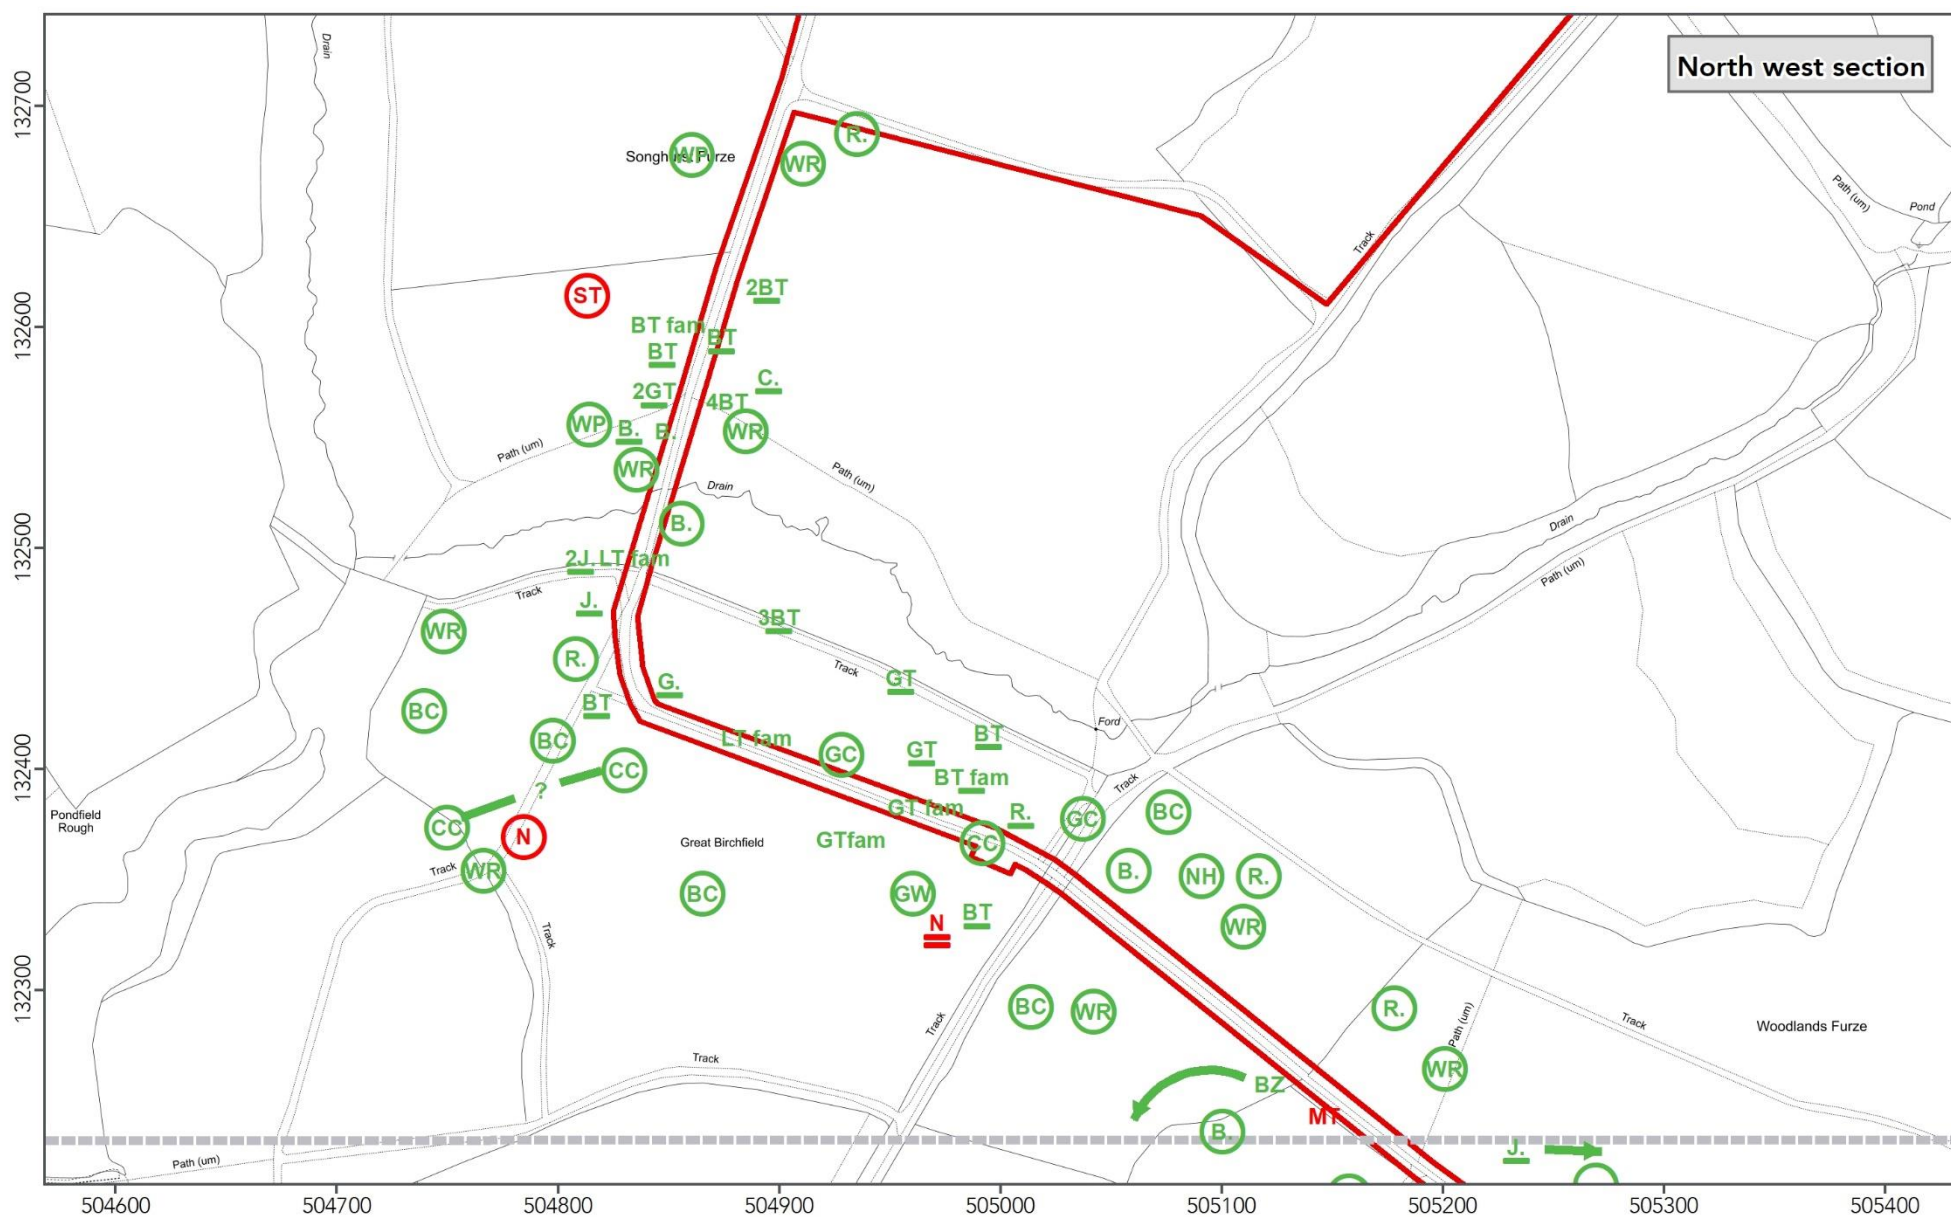 North west section
Drain
132700
132600
132500
132400
132300
R.
WP
Songhurst Furze
WR
Path (um)
Pond
Track
ST
2BT
BT fam
BT
BT
C.
2GT
4BT
WP
B.
B.
WR
Path (um)
WR
Path (um)
Drain
B.
Drain
2J.
LT fam
Path (um)
Track
J.
3BT
WR
R.
Track
GT
G.
BC
BT
Ford
LT fam
BT
BC
GC
GT
CC
?
BT fam
Track
Pondfield
Rough
CC
N
GT fam
R.
GC
BC
Great Birchfield
GTfam
CC
Track
WR
B.
NH
R.
BC
GW
N
BT
WR
Track
BC
WR
R.
Track
Path (um)
Track
Woodlands Furze
Track
WR
BZ
MT
B.
J.
Path (um)
504600
504700
504800
504900
505000
505100
505200
505300
505400